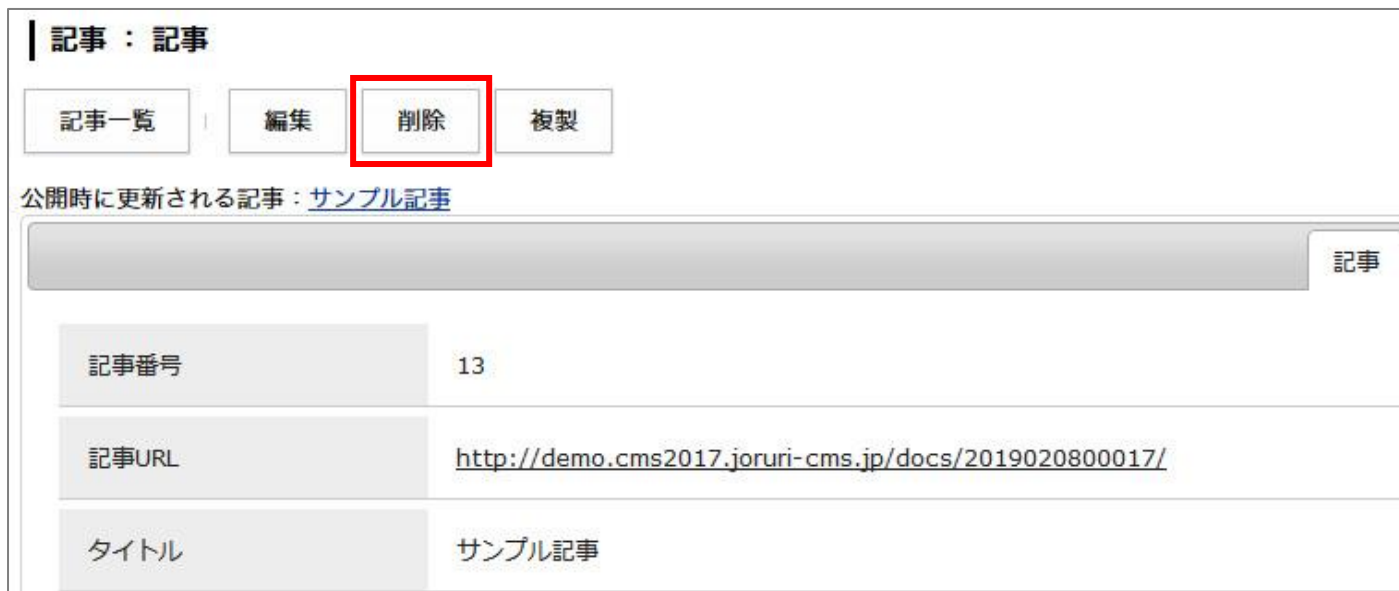 記事 : 記事
記事一覧 編集 削除 複製
公開時に更新される記事：サンプル記事
記事
記事番号 13
記事URL http://demo.cms2017.joruri-cms.jp/docs/2019020800017/
タイトル サンプル記事